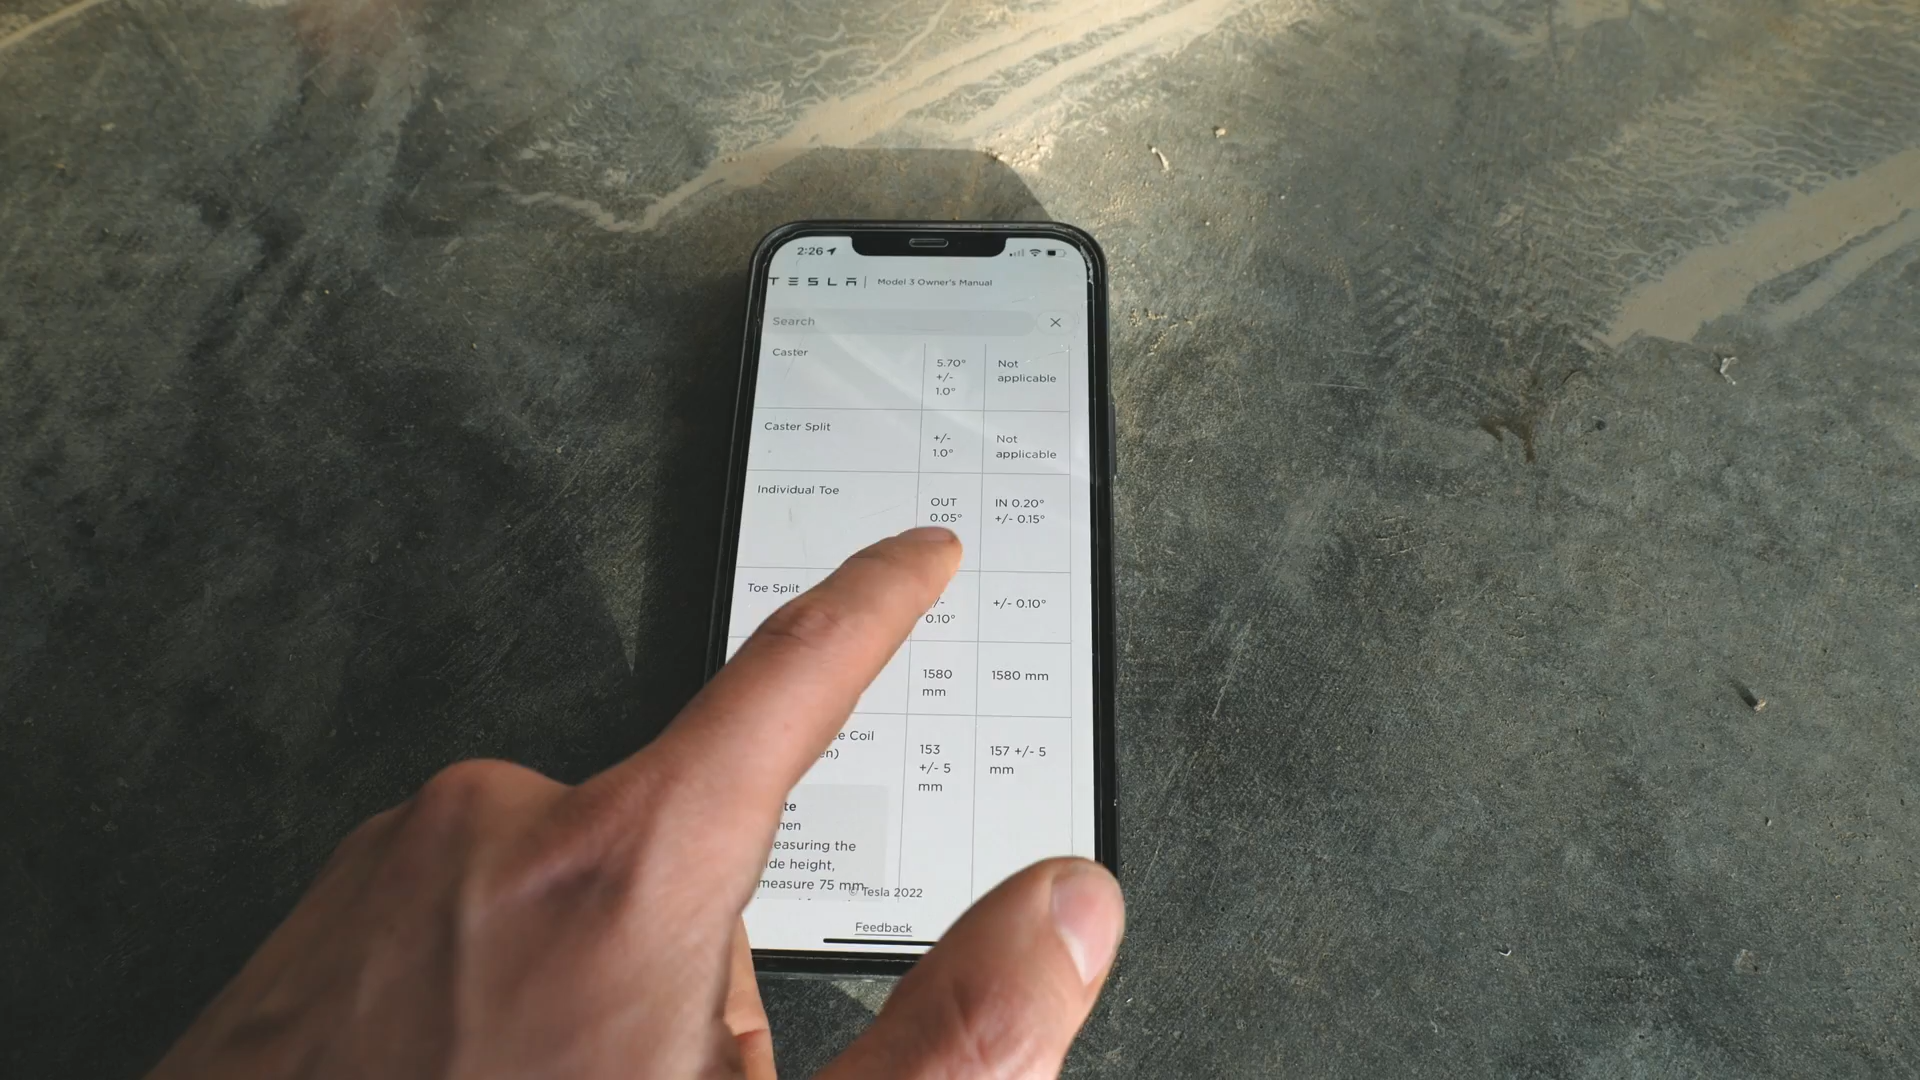 2:26
TESLA | Model 3 Owner's Manual
Search
Caster
5.70°
+/-
1.0°
Not
applicable
Caster Split
+/-
1.0°
Not
applicable
Individual Toe
OUT
0.05°
IN 0.20°
+/- 0.15°
Toe Split
0.10°
+/- 0.10°
1580
mm
1580 mm
Coil
153
+/- 5
mm
157 +/- 5
mm
the
height,
measure 75 mm
© Tesla 2022
Feedback